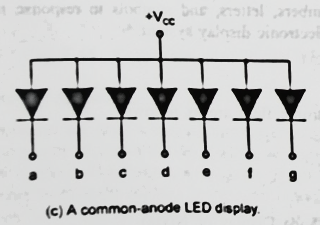 +Vcc
a b c d e f g
(c) A common-anode LED display.